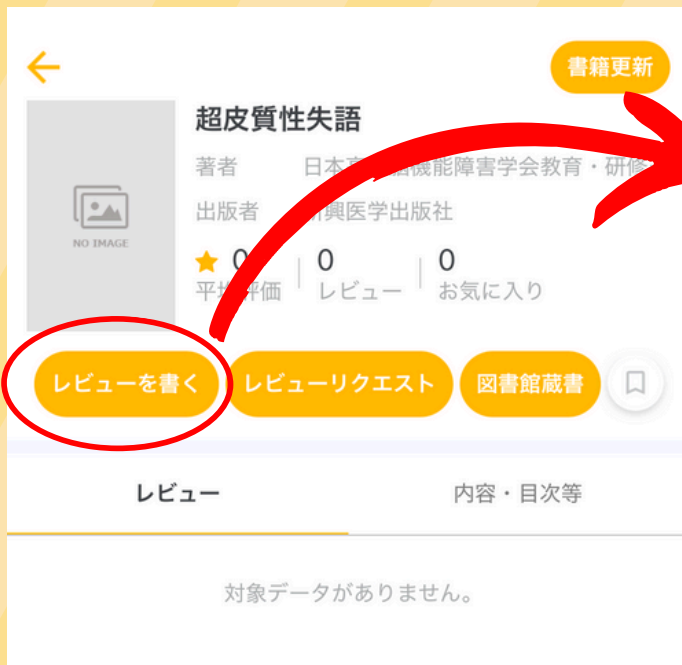 書籍更新
超皮質性失語
著者 日本高 機能障害学会教育・研修
出版者 新興医学出版社
NO IMAGE
0 0 0
平均評価 レビュー お気に入り
レビューを書く レビューリクエスト 図書館蔵書
レビュー 内容・目次等
対象データがありません。